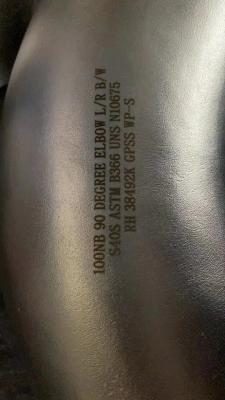 100NB 90 DEGREE ELBOW L/R B/W
S40S ASTM B366 UNS N10675
RH 38492K GPSS WP-S